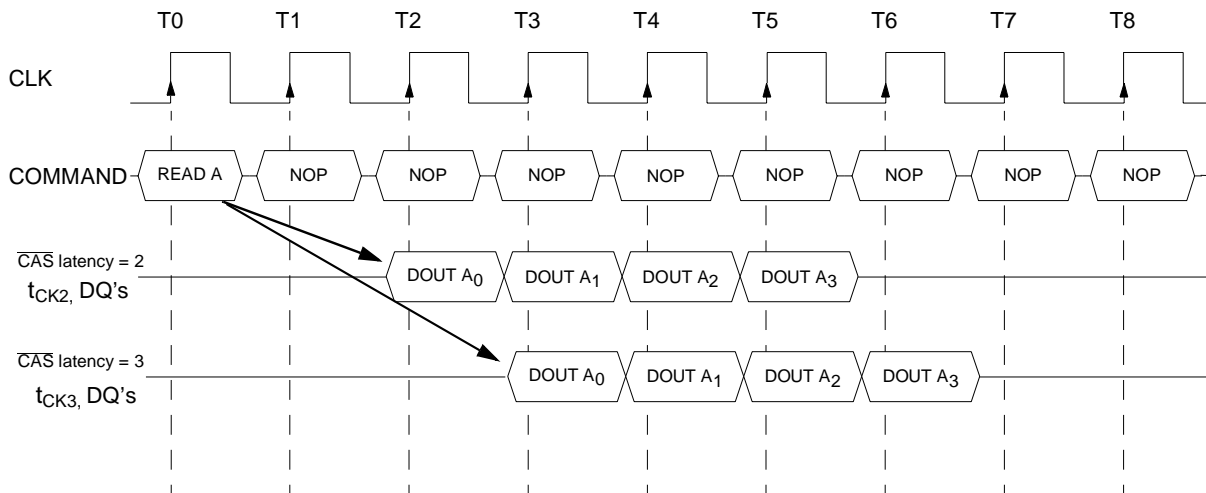 T0 T1 T2 T3 T4 T5 T6 T7 T8
CLK
COMMAND READ A NOP NOP NOP NOP NOP NOP NOP NOP
CAS latency = 2
tCK2, DQ's
DOUT A0 DOUT A1 DOUT A2 DOUT A3
CAS latency = 3
tCK3, DQ's
DOUT A0 DOUT A1 DOUT A2 DOUT A3